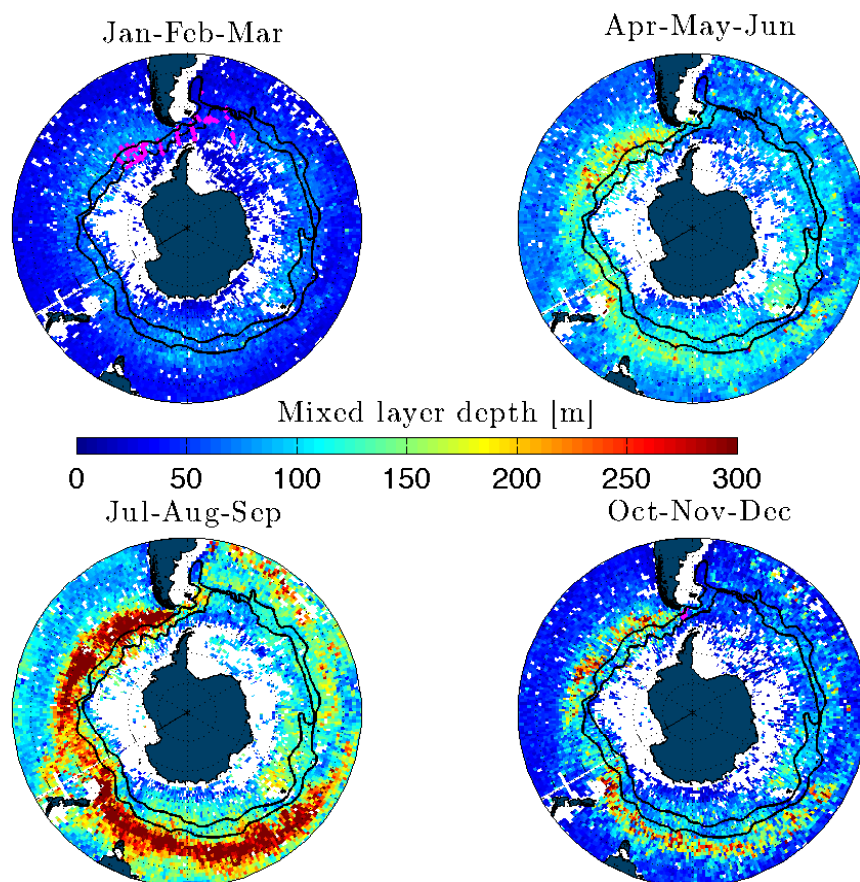 Jan-Feb-Mar
Apr-May-Jun
Mixed layer depth [m]
0 50 100 150 200 250 300
Jul-Aug-Sep
Oct-Nov-Dec